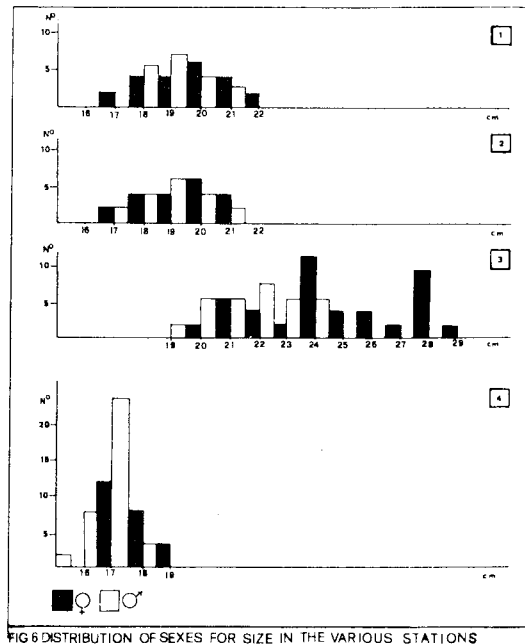 Nº
1
10
5
16 17 18 19 20 21 22 cm
Nº
2
10
5
16 17 18 19 20 21 22 cm
Nº
3
10
5
19 20 21 22 23 24 25 26 27 28 29 cm
Nº
4
20
15
10
5
16 17 18 19 cm
♀ ♂
FIG 6 DISTRIBUTION OF SEXES FOR SIZE IN THE VARIOUS STATIONS